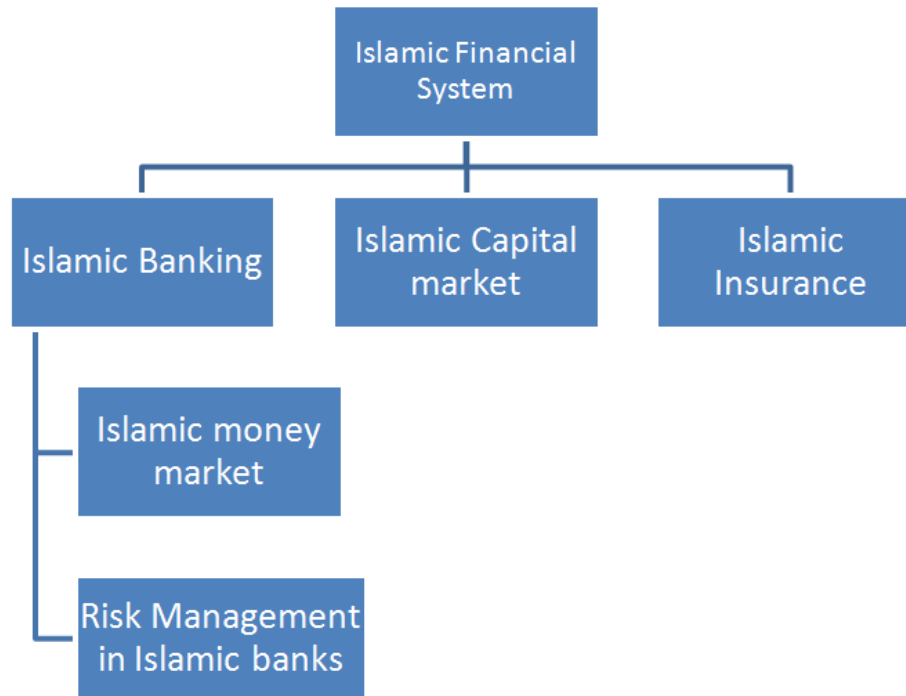 Islamic Financial
System
Islamic Banking
Islamic Capital
market
Islamic
Insurance
Islamic money
market
Risk Management
in Islamic banks